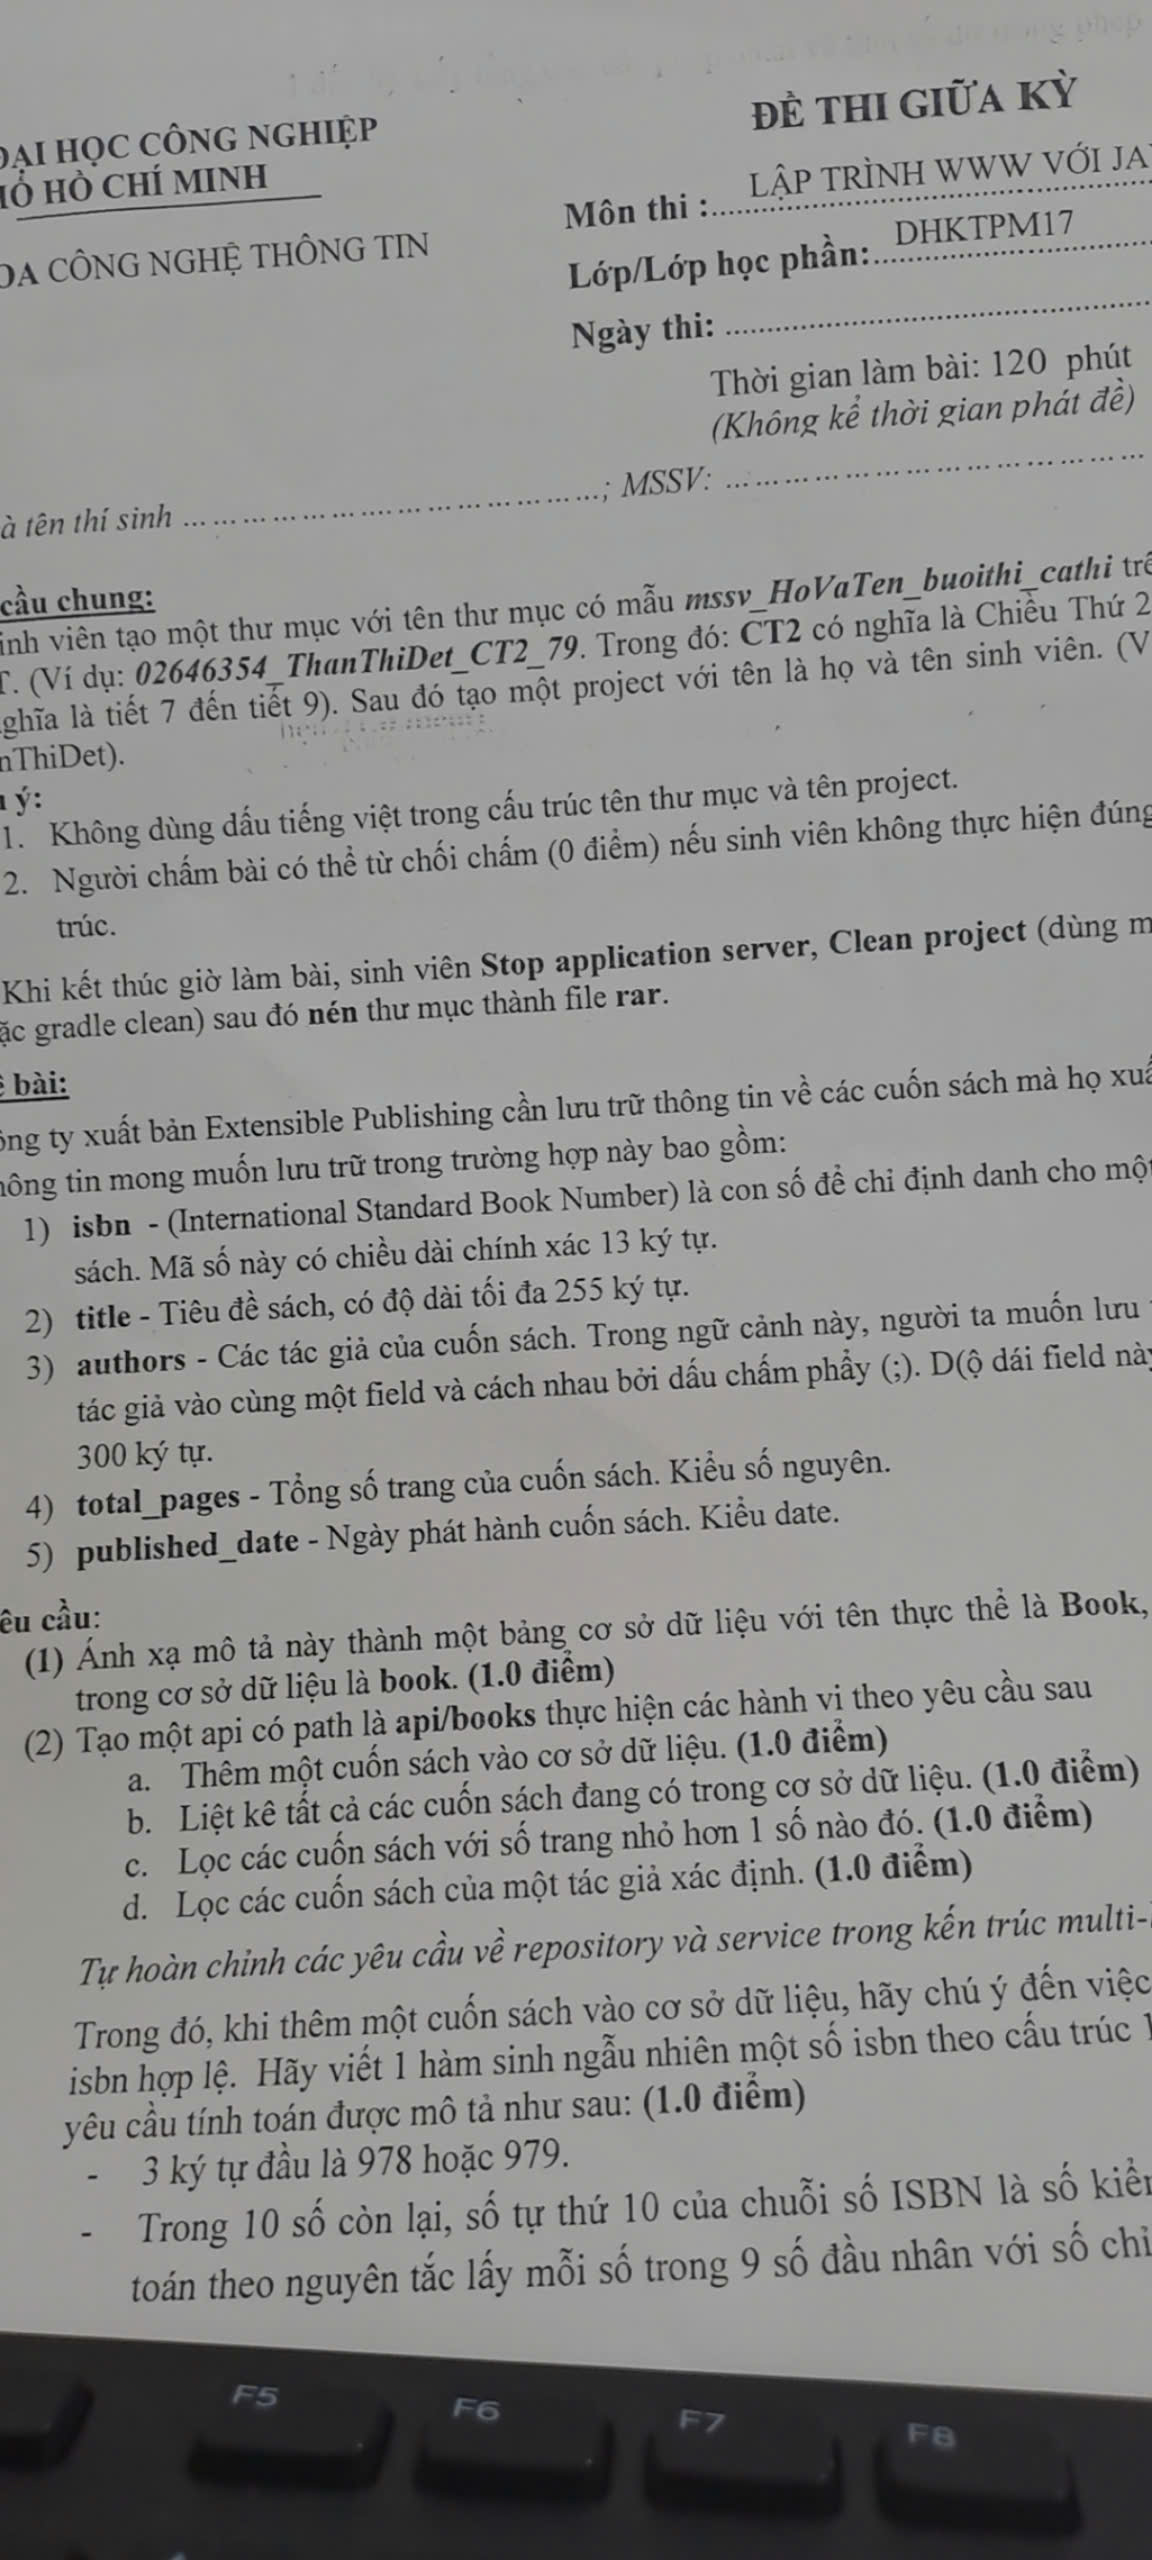 ĐẠI HỌC CÔNG NGHIỆP
HỒ CHÍ MINH
CÔNG NGHỆ THÔNG TIN
ĐỀ THI GIỮA KỲ
Môn thi :..... LẬP TRÌNH WWW VỚI
Lớp/Lớp học phần:..... DHKTPM17
Ngày thi: .....
Thời gian làm bài: 120 phút
(Không kể thời gian phát đề)
tên thí sinh .....; MSSV: .....
cầu chung:
viên tạo một thư mục với tên thư mục có mẫu mssv_HoVaTen_buoithi_cathi
(Ví dụ: 02646354_ThanThiDet_CT2_79. Trong đó: CT2 có nghĩa là Chiều Thứ 2
nghĩa là tiết 7 đến tiết 9). Sau đó tạo một project với tên là họ và tên sinh viên. (V
nThiDet).
ý:
1. Không dùng dấu tiếng việt trong cấu trúc tên thư mục và tên project.
2. Người chấm bài có thể từ chối chấm (0 điểm) nếu sinh viên không thực hiện đúng
trúc.
Khi kết thúc giờ làm bài, sinh viên Stop application server, Clean project (dùng m
ặc gradle clean) sau đó nén thư mục thành file rar.
bài:
ông ty xuất bản Extensible Publishing cần lưu trữ thông tin về các cuốn sách mà họ
hông tin mong muốn lưu trữ trong trường hợp này bao gồm:
1) isbn - (International Standard Book Number) là con số để chỉ định danh cho một
sách. Mã số này có chiều dài chính xác 13 ký tự.
2) title - Tiêu đề sách, có độ dài tối đa 255 ký tự.
3) authors - Các tác giả của cuốn sách. Trong ngữ cảnh này, người ta muốn lưu
tác giả vào cùng một field và cách nhau bởi dấu chấm phẩy (;). D(ộ dái field này
300 ký tự.
4) total_pages - Tổng số trang của cuốn sách. Kiểu số nguyên.
5) published_date - Ngày phát hành cuốn sách. Kiểu date.
êu cầu:
(1) Ánh xạ mô tả này thành một bảng cơ sở dữ liệu với tên thực thể là Book,
trong cơ sở dữ liệu là book. (1.0 điểm)
(2) Tạo một api có path là api/books thực hiện các hành vi theo yêu cầu sau
a. Thêm một cuốn sách vào cơ sở dữ liệu. (1.0 điểm)
b. Liệt kê tất cả các cuốn sách đang có trong cơ sở dữ liệu. (1.0 điểm)
c. Lọc các cuốn sách với số trang nhỏ hơn 1 số nào đó. (1.0 điểm)
d. Lọc các cuốn sách của một tác giả xác định. (1.0 điểm)
Tự hoàn chỉnh các yêu cầu về repository và service trong kến trúc multi-
Trong đó, khi thêm một cuốn sách vào cơ sở dữ liệu, hãy chú ý đến việc
isbn hợp lệ. Hãy viết 1 hàm sinh ngẫu nhiên một số isbn theo cấu trúc
yêu cầu tính toán được mô tả như sau: (1.0 điểm)
- 3 ký tự đầu là 978 hoặc 979.
- Trong 10 số còn lại, số tự thứ 10 của chuỗi số ISBN là số
toán theo nguyên tắc lấy mỗi số trong 9 số đầu nhân với số chỉ
F5
F6
F7
F8